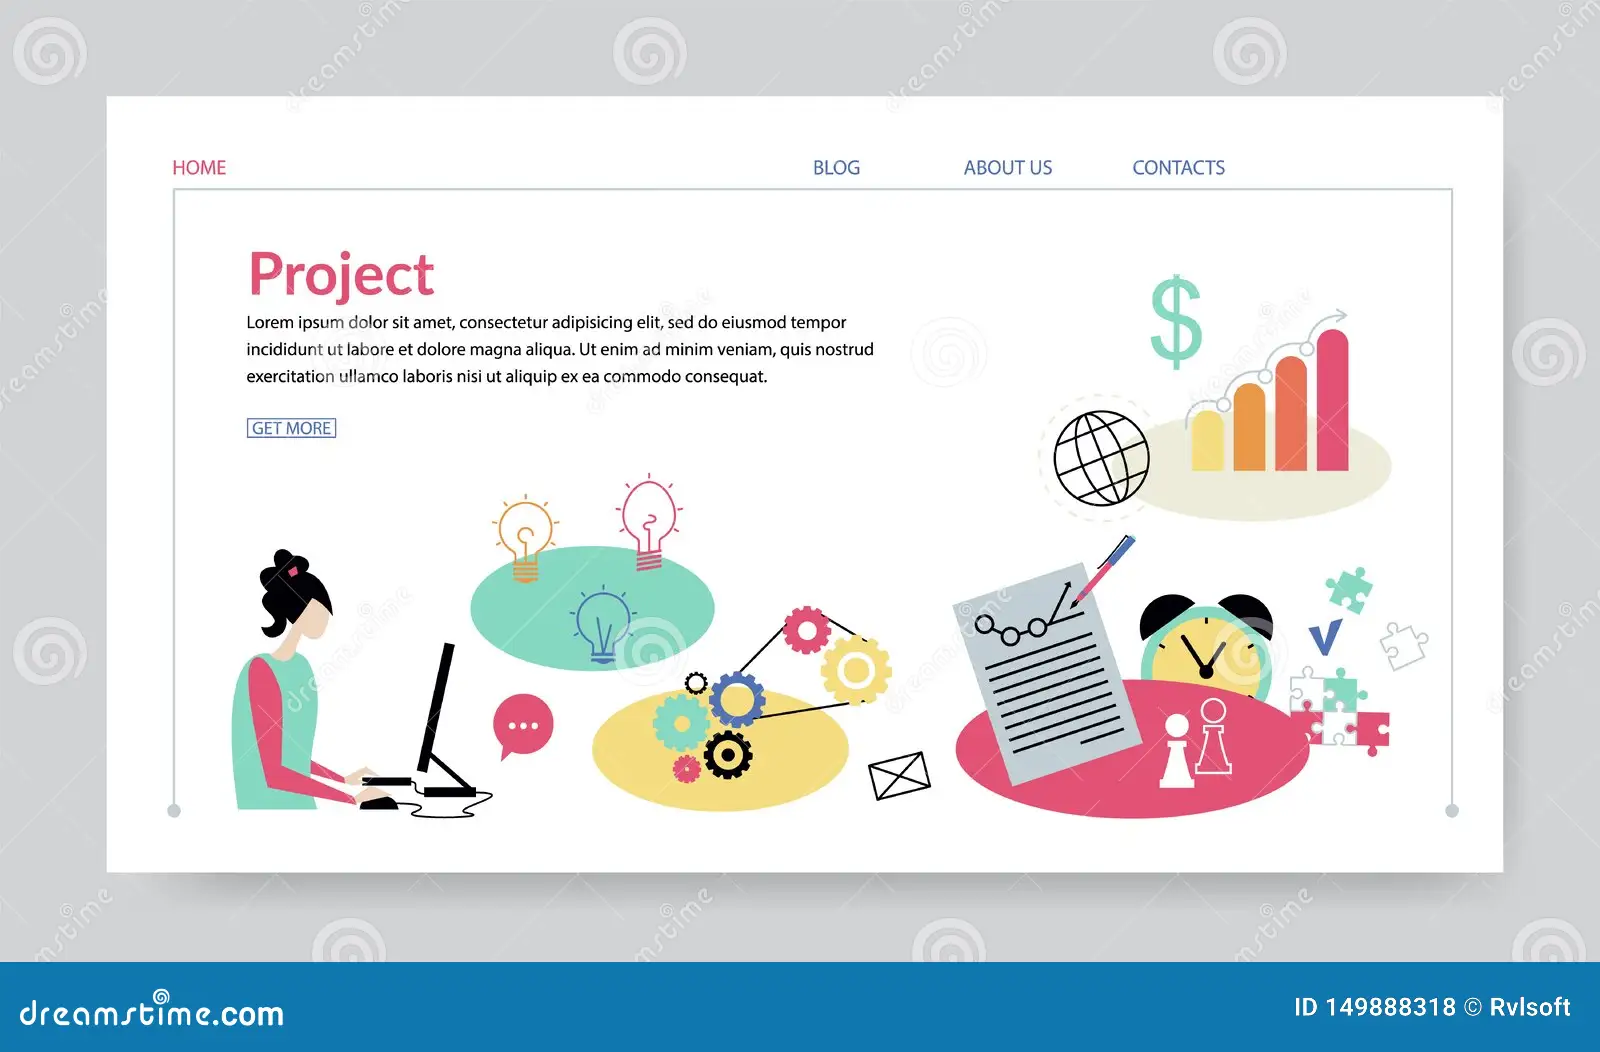 HOME
BLOG
ABOUT US
CONTACTS
Project
Lorem ipsum dolor sit amet, consectetur adipisicing elit, sed do eiusmod tempor
incididunt ut labore et dolore magna aliqua. Ut enim ad minim veniam, quis nostrud
exercitation ullamco laboris nisi ut aliquip ex ea commodo consequat.
GET MORE
$
dreamstime.com
ID 149888318 © Rvlsoft